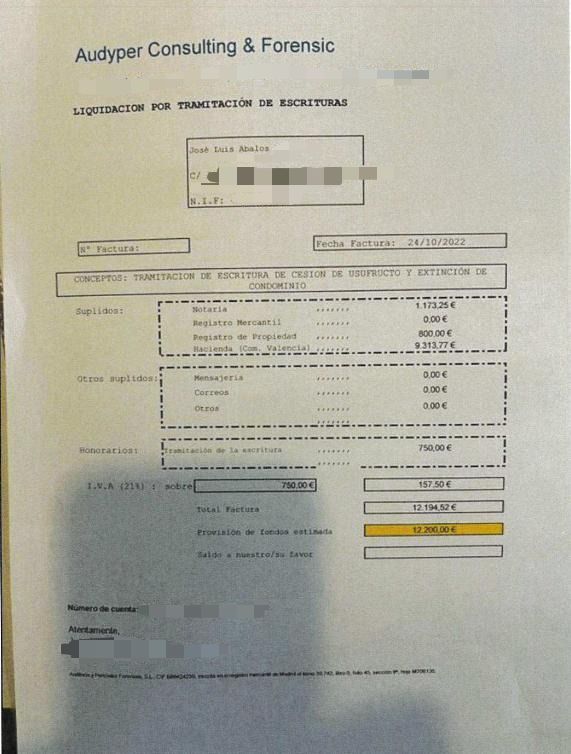 Audyper Consulting & Forensic
LIQUIDACION POR TRAMITACIÓN DE ESCRITURAS
José Luis Abalos
C/
N.I.F:
Nº Factura:
Fecha Factura: 24/10/2022
CONCEPTOS: TRAMITACION DE ESCRITURA DE CESION DE USUFRUCTO Y EXTINCIÓN DE
CONDOMINIO
Suplidos: Notaría ,,,,,,, 1.173,25 €
Registro Mercantil ,,,,,,, 0,00 €
Registro de Propiedad ,,,,,,, 800,00 €
Hacienda (Com. Valencia) ,,,,,,, 9.313,77 €
Otros suplidos: Mensajería ,,,,,,, 0,00 €
Correos ,,,,,,, 0,00 €
Otros ,,,,,,, 0,00 €
,,,,,,,
Honorarios: Tramitación de la escritura ,,,,,,, 750,00 €
,,,,,,,
I.V.A (21%) : sobre 750,00 € 157,50 €
Total Factura 12.194,52 €
Provisión de fondos estimada 12.200,00 €
Saldo a nuestro/su favor
Número de cuenta:
Atentamente,